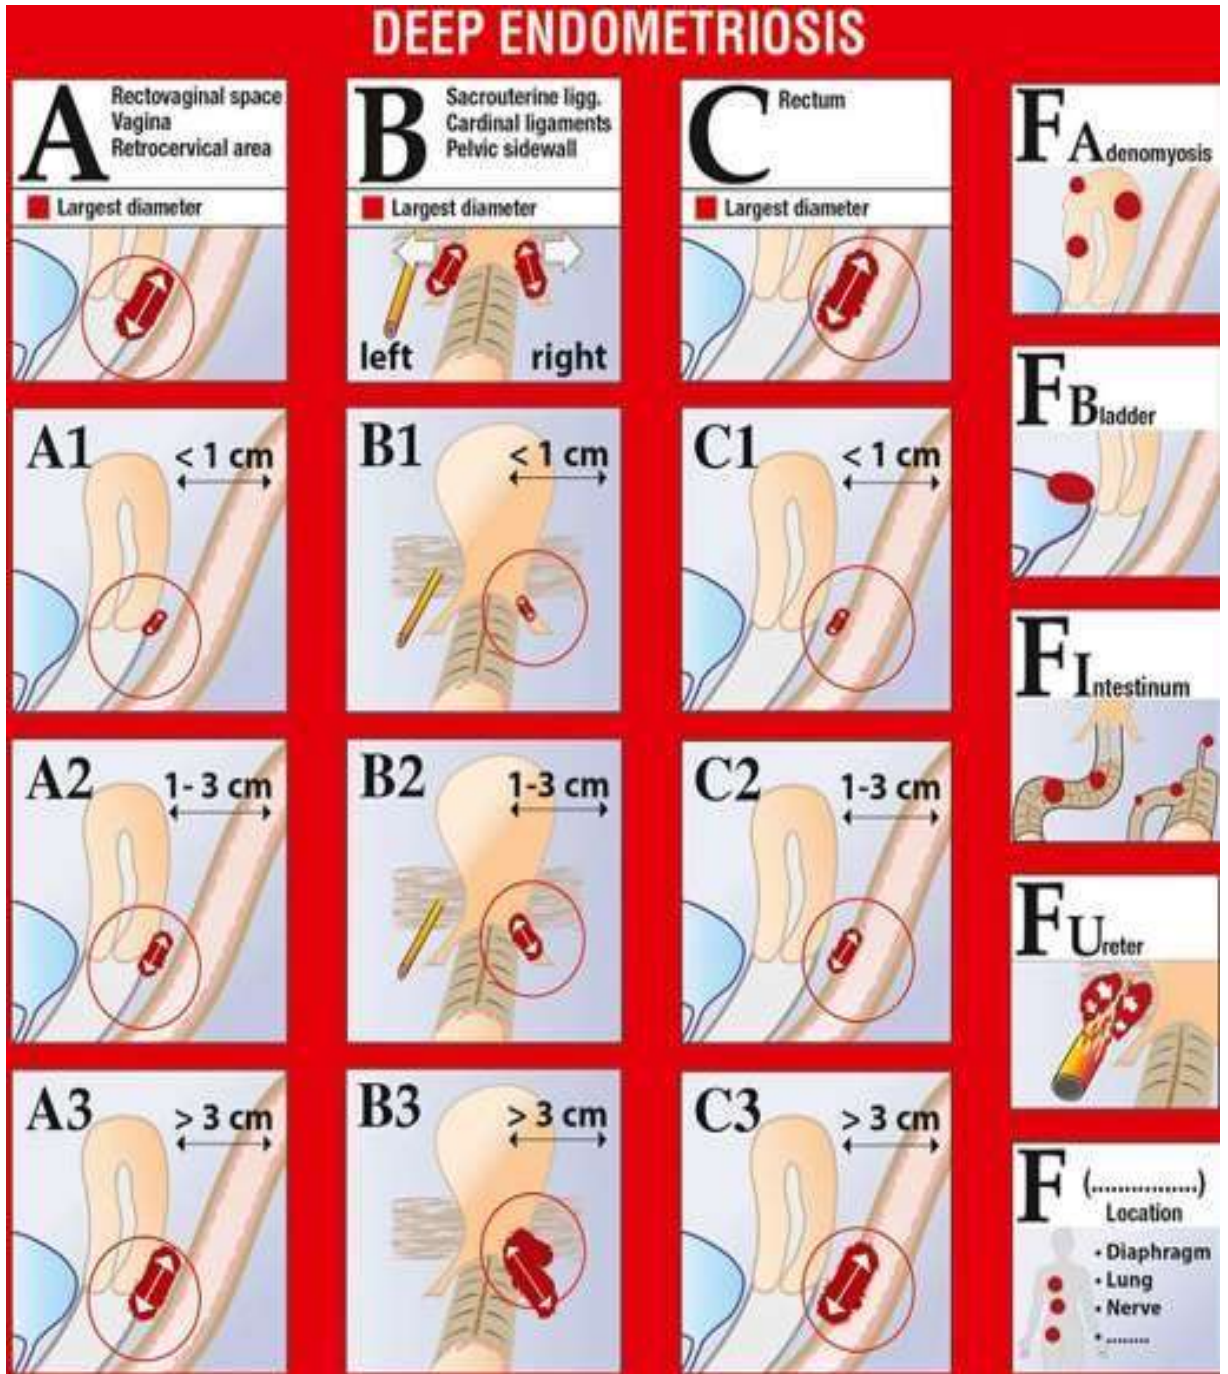 DEEP ENDOMETRIOSIS
A
Rectovaginal space
Vagina
Retrocervical area
Largest diameter
B
Sacrouterine ligg.
Cardinal ligaments
Pelvic sidewall
Largest diameter
left right
C
Rectum
Largest diameter
FAdenomyosis
A1 < 1 cm
B1 < 1 cm
C1 < 1 cm
FBladder
A2 1- 3 cm
B2 1-3 cm
C2 1-3 cm
FIntestinum
A3 > 3 cm
B3 > 3 cm
C3 > 3 cm
FUreter
F (................)
Location
• Diaphragm
• Lung
• Nerve
• ........